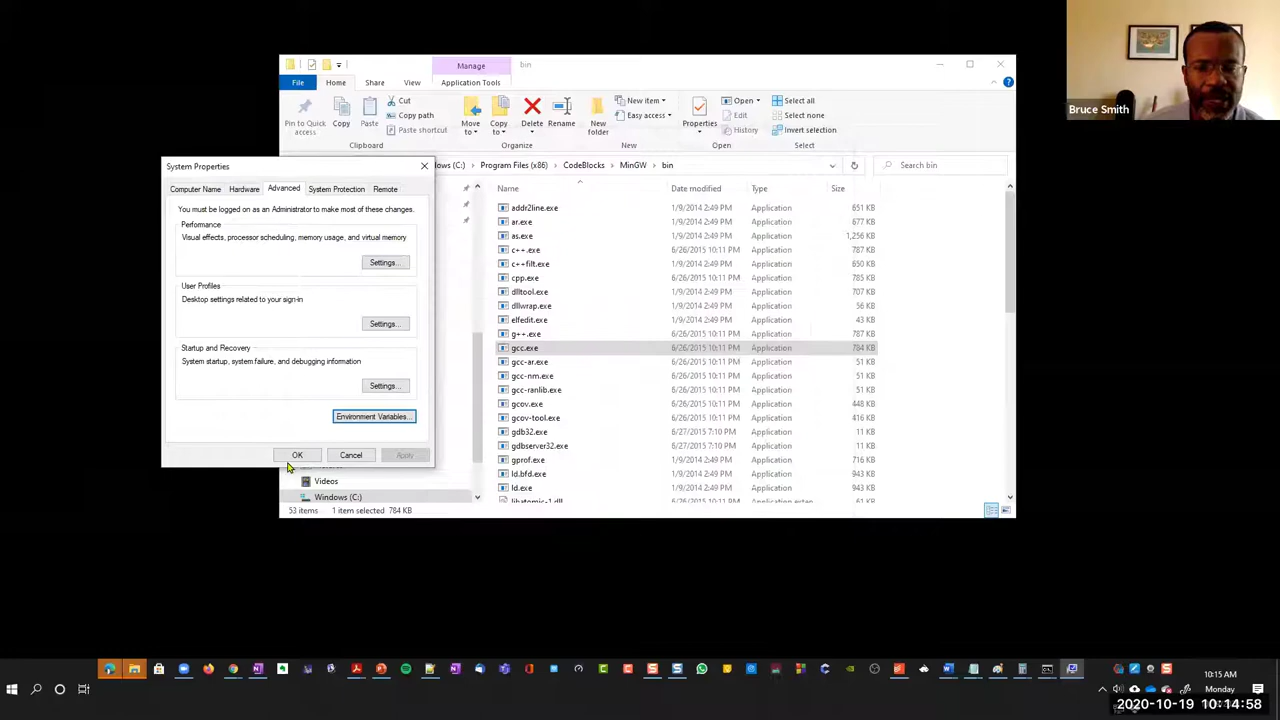 Manage
bin
File
Home
Share
View
Application Tools
Pin to Quick access
Copy
Paste
Cut
Copy path
Paste shortcut
Clipboard
Move to
Copy to
Delete
Rename
Organize
New folder
New item
Easy access
New
Properties
Open
Edit
History
Open
Select all
Select none
Invert selection
Select
Bruce Smith
ows (C:) > Program Files (x86) > CodeBlocks > MinGW > bin
Search bin
System Properties
Computer Name
Hardware
Advanced
System Protection
Remote
You must be logged on as an Administrator to make most of these changes.
Performance
Visual effects, processor scheduling, memory usage, and virtual memory
Settings...
User Profiles
Desktop settings related to your sign-in
Settings...
Startup and Recovery
System startup, system failure, and debugging information
Settings...
Environment Variables...
OK
Cancel
Apply
Videos
Windows (C:)
Name Date modified Type Size
addr2line.exe 1/9/2014 2:49 PM Application 651 KB
ar.exe 1/9/2014 2:49 PM Application 677 KB
as.exe 1/9/2014 2:49 PM Application 1,256 KB
c++.exe 6/26/2015 10:11 PM Application 787 KB
c++filt.exe 1/9/2014 2:49 PM Application 650 KB
cpp.exe 6/26/2015 10:11 PM Application 785 KB
dlltool.exe 1/9/2014 2:49 PM Application 707 KB
dllwrap.exe 1/9/2014 2:49 PM Application 56 KB
elfedit.exe 1/9/2014 2:49 PM Application 43 KB
g++.exe 6/26/2015 10:11 PM Application 787 KB
gcc.exe 6/26/2015 10:11 PM Application 784 KB
gcc-ar.exe 6/26/2015 10:11 PM Application 51 KB
gcc-nm.exe 6/26/2015 10:11 PM Application 51 KB
gcc-ranlib.exe 6/26/2015 10:11 PM Application 51 KB
gcov.exe 6/26/2015 10:11 PM Application 448 KB
gcov-tool.exe 6/26/2015 10:11 PM Application 416 KB
gdb32.exe 6/27/2015 7:10 PM Application 11 KB
gdbserver32.exe 6/27/2015 7:10 PM Application 11 KB
gprof.exe 1/9/2014 2:49 PM Application 716 KB
ld.bfd.exe 1/9/2014 2:49 PM Application 943 KB
ld.exe 1/9/2014 2:49 PM Application 943 KB
libatomic-1.dll 6/26/2015 10:11 PM Application exten 61 KB
53 items 1 item selected 784 KB
10:15 AM
Monday
2020-10-19 10:14:58